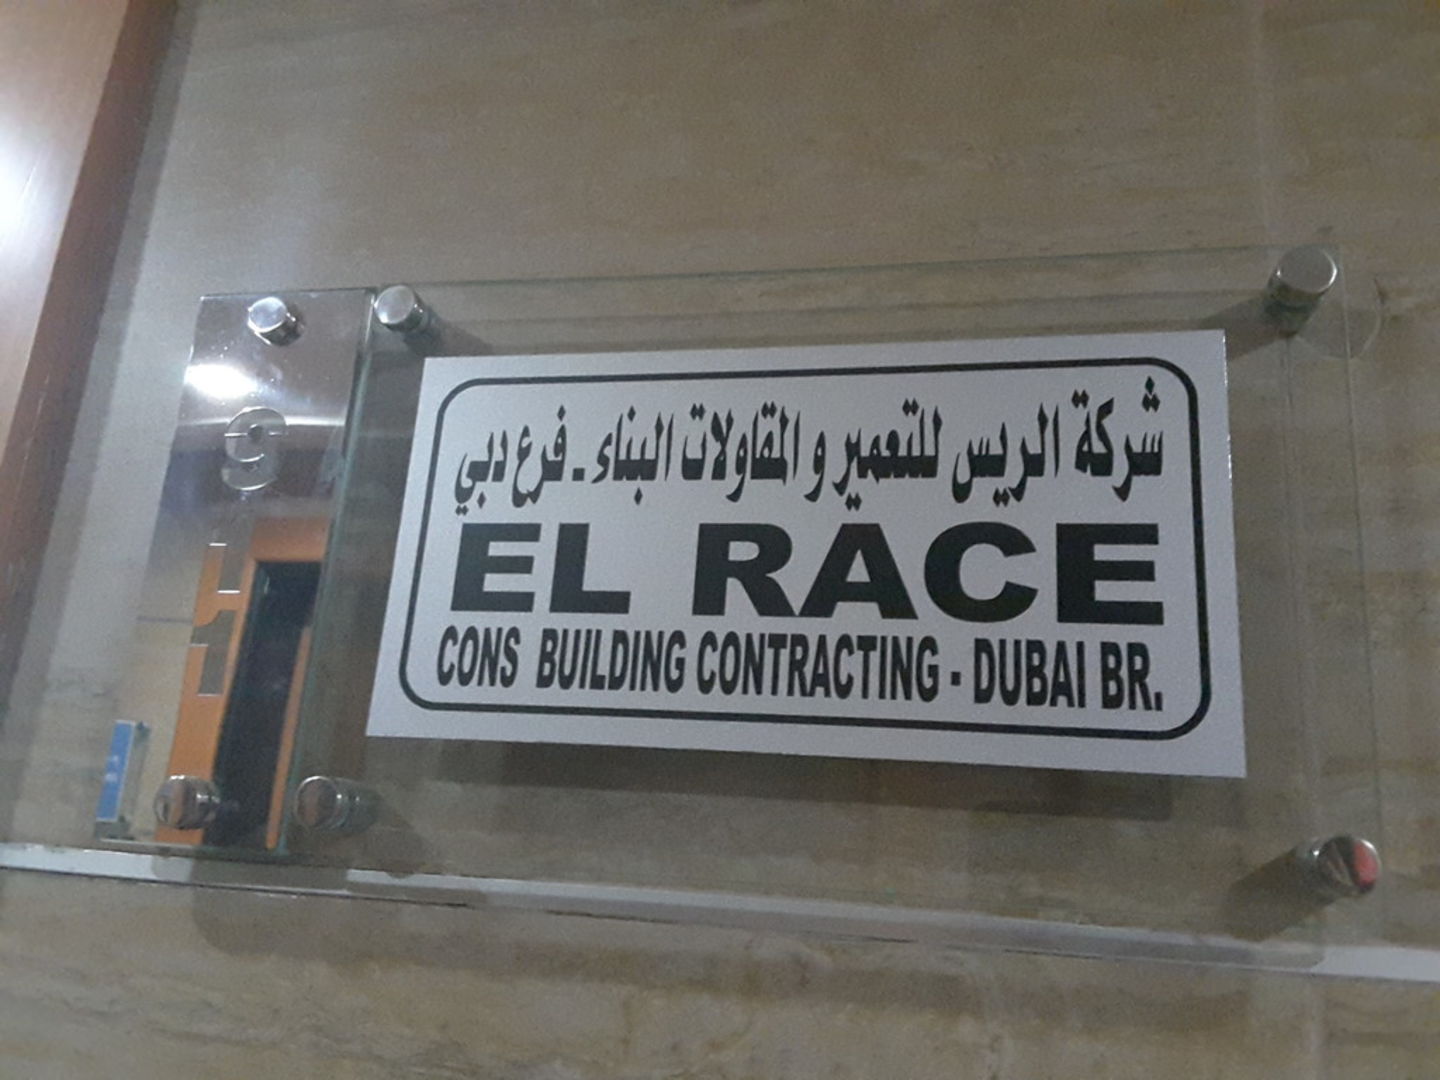 شركة الريس للتعمير و المقاولات البناء - فرع دبي
EL RACE
CONS BUILDING CONTRACTING - DUBAI BR.